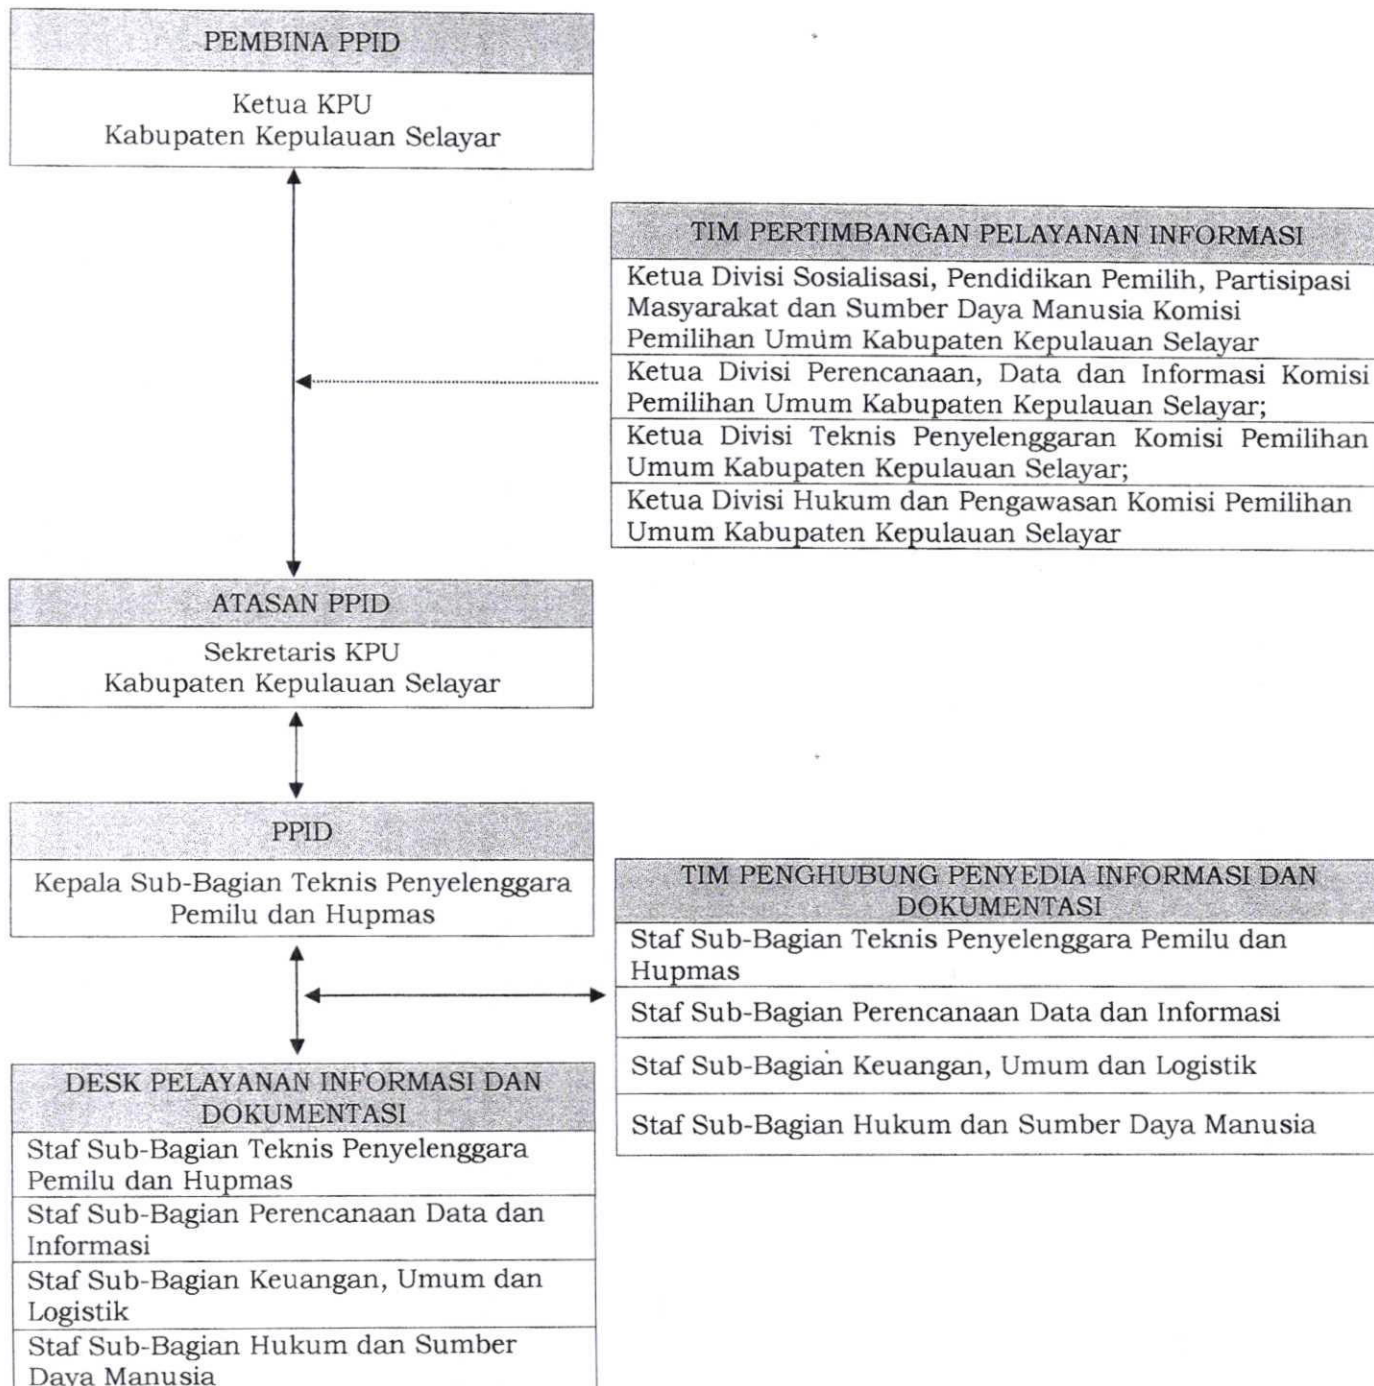 PEMBINA PPID
Ketua KPU
Kabupaten Kepulauan Selayar
TIM PERTIMBANGAN PELAYANAN INFORMASI
Ketua Divisi Sosialisasi, Pendidikan Pemilih, Partisipasi
Masyarakat dan Sumber Daya Manusia Komisi
Pemilihan Umum Kabupaten Kepulauan Selayar
Ketua Divisi Perencanaan, Data dan Informasi Komisi
Pemilihan Umum Kabupaten Kepulauan Selayar;
Ketua Divisi Teknis Penyelenggaran Komisi Pemilihan
Umum Kabupaten Kepulauan Selayar;
Ketua Divisi Hukum dan Pengawasan Komisi Pemilihan
Umum Kabupaten Kepulauan Selayar
ATASAN PPID
Sekretaris KPU
Kabupaten Kepulauan Selayar
PPID
Kepala Sub-Bagian Teknis Penyelenggara
Pemilu dan Hupmas
TIM PENGHUBUNG PENYEDIA INFORMASI DAN
DOKUMENTASI
Staf Sub-Bagian Teknis Penyelenggara Pemilu dan
Hupmas
Staf Sub-Bagian Perencanaan Data dan Informasi
Staf Sub-Bagian Keuangan, Umum dan Logistik
Staf Sub-Bagian Hukum dan Sumber Daya Manusia
DESK PELAYANAN INFORMASI DAN
DOKUMENTASI
Staf Sub-Bagian Teknis Penyelenggara
Pemilu dan Hupmas
Staf Sub-Bagian Perencanaan Data dan
Informasi
Staf Sub-Bagian Keuangan, Umum dan
Logistik
Staf Sub-Bagian Hukum dan Sumber
Daya Manusia